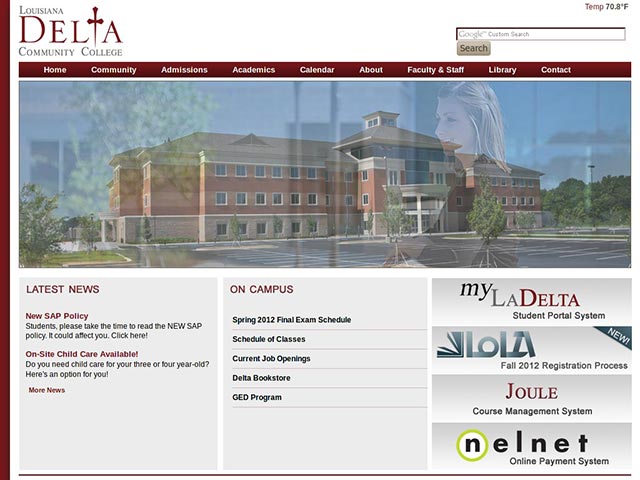 Louisiana
Delta
Community College
Temp 70.8°F
Google™ Custom Search
Search
Home Community Admissions Academics Calendar About Faculty & Staff Library Contact
LATEST NEWS
New SAP Policy
Students, please take the time to read the NEW SAP
policy. It could affect you. Click here!
On-Site Child Care Available!
Do you need child care for your three or four year-old?
Here's an option for you!
More News
ON CAMPUS
Spring 2012 Final Exam Schedule
Schedule of Classes
Current Job Openings
Delta Bookstore
GED Program
my LADELTA
Student Portal System
LoLA
NEW!
Fall 2012 Registration Process
JOULE
Course Management System
nelnet
Online Payment System